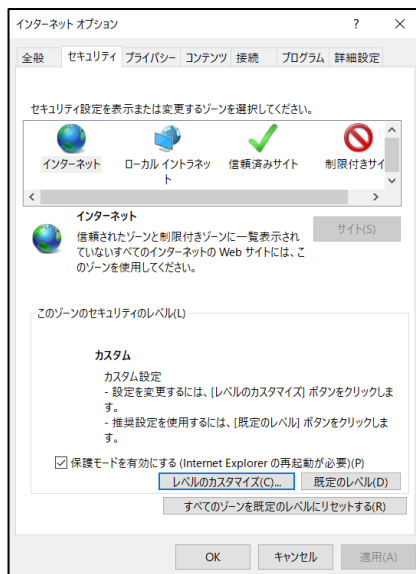 インターネット オプション
? ×
全般 セキュリティ プライバシー コンテンツ 接続 プログラム 詳細設定
セキュリティ設定を表示または変更するゾーンを選択してください。
インターネット ローカル イントラネッ 信頼済みサイト 制限付きサイ
ト
インターネット
サイト(S)
信頼されたゾーンと制限付きゾーンに一覧表示され
ていないすべてのインターネットの Web サイトには、こ
のゾーンを使用してください。
このゾーンのセキュリティのレベル(L)
カスタム
カスタム設定
- 設定を変更するには、[レベルのカスタマイズ] ボタンをクリックしま
す。
- 推奨設定を使用するには、[既定のレベル] ボタンをクリックしま
す。
保護モードを有効にする (Internet Explorer の再起動が必要)(P)
レベルのカスタマイズ(C)... 既定のレベル(D)
すべてのゾーンを既定のレベルにリセットする(R)
OK キャンセル 適用(A)